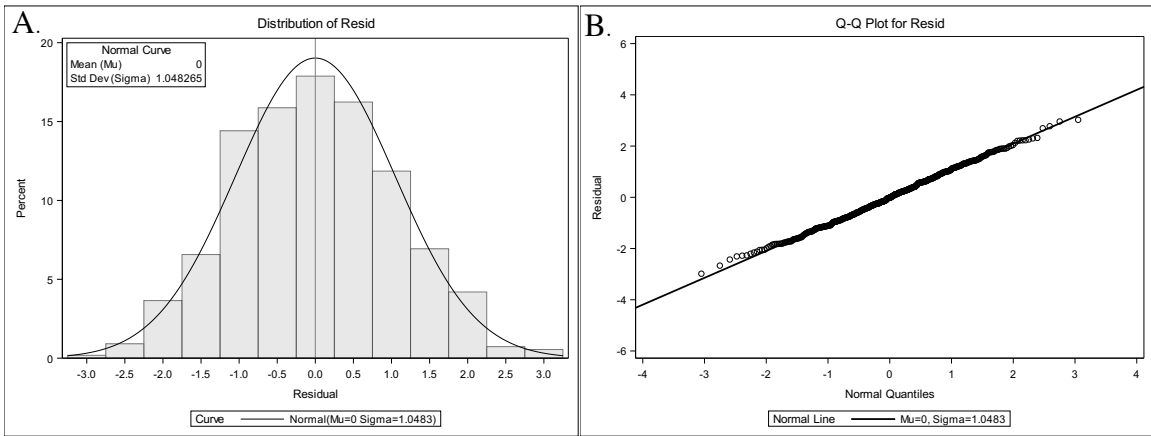 A.
Distribution of Resid
Normal Curve
Mean (Mu) 0
Std Dev (Sigma) 1.048265
20
15
10
5
0
Percent
-3.0 -2.5 -2.0 -1.5 -1.0 -0.5 0.0 0.5 1.0 1.5 2.0 2.5 3.0
Residual
Curve Normal(Mu=0 Sigma=1.0483)
B.
Q-Q Plot for Resid
6
4
2
0
-2
-4
-6
Residual
-4 -3 -2 -1 0 1 2 3 4
Normal Quantiles
Normal Line Mu=0, Sigma=1.0483